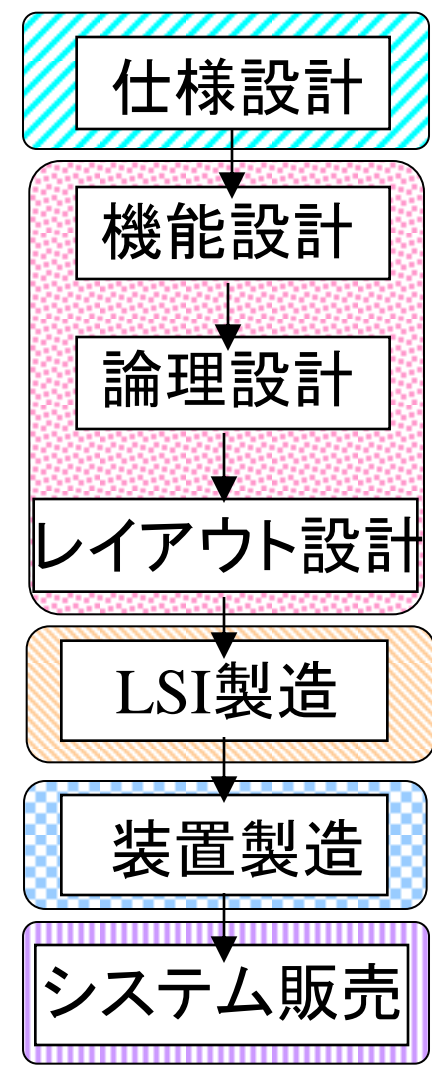 仕様設計
機能設計
論理設計
レイアウト設計
LSI製造
装置製造
システム販売